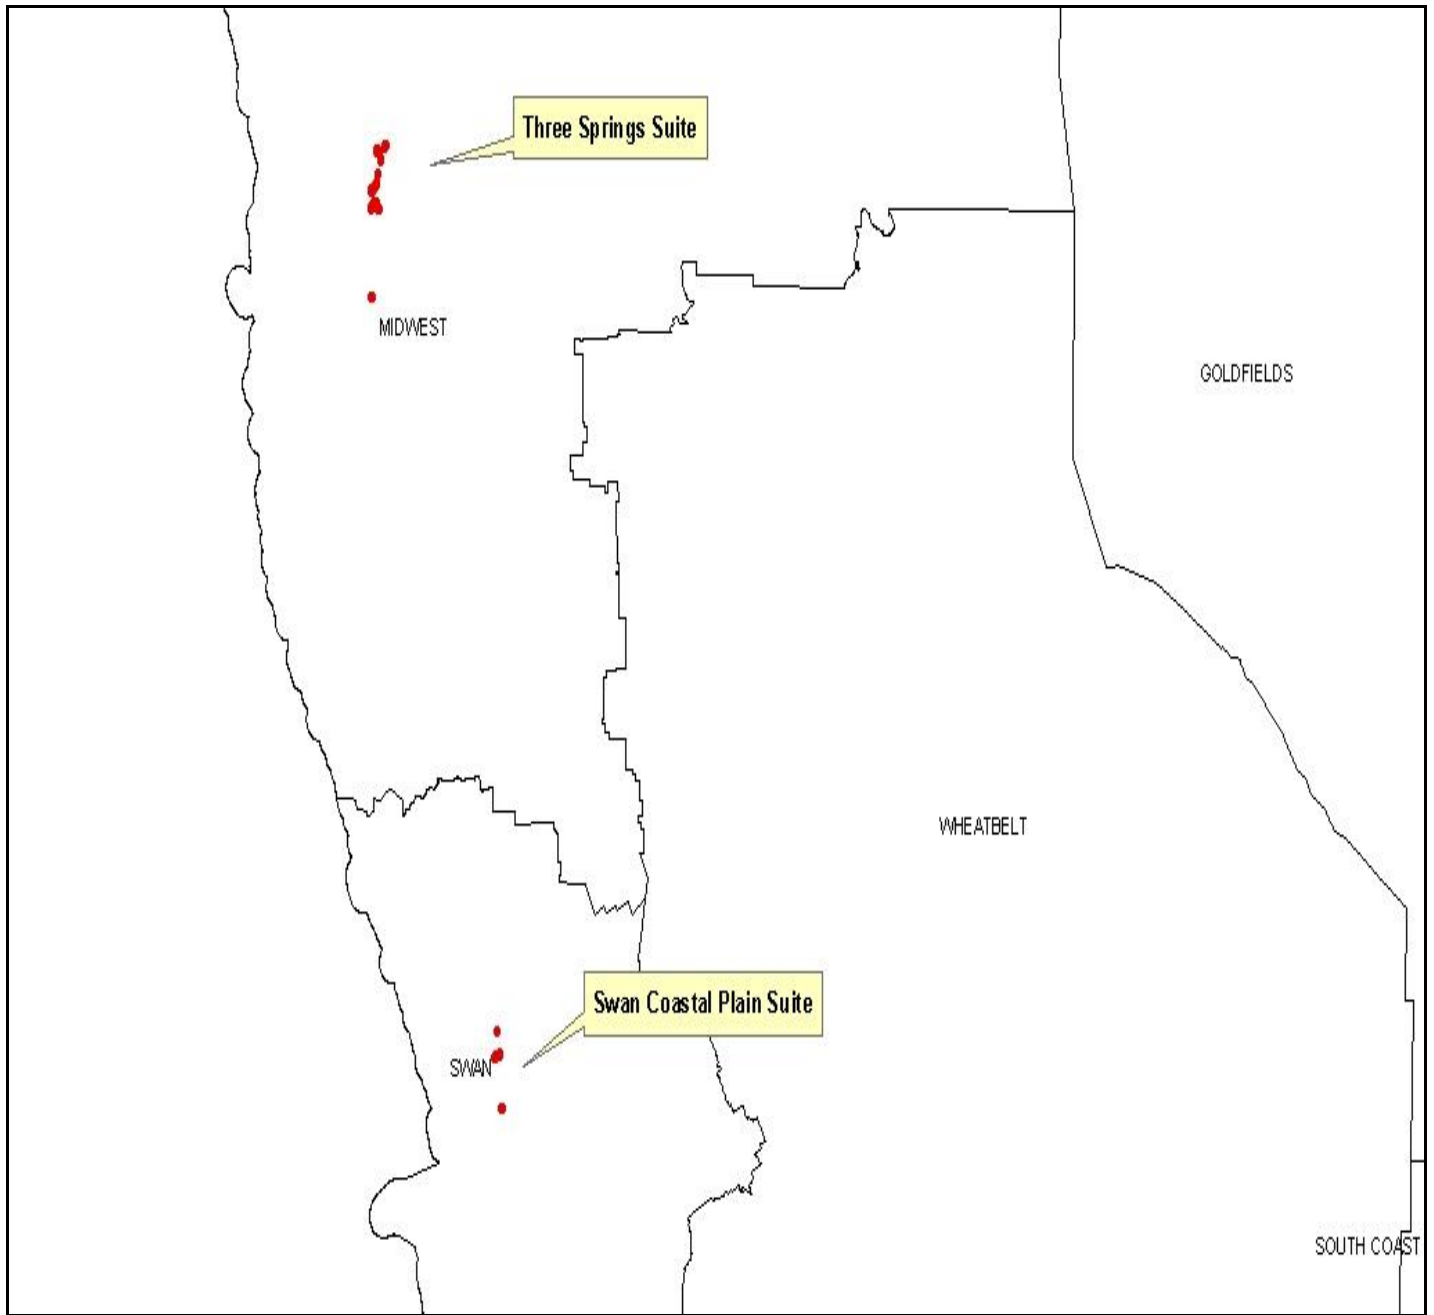 Three Springs Suite
MIDWEST
GOLDFIELDS
WHEATBELT
Swan Coastal Plain Suite
SWAN
SOUTH COAST